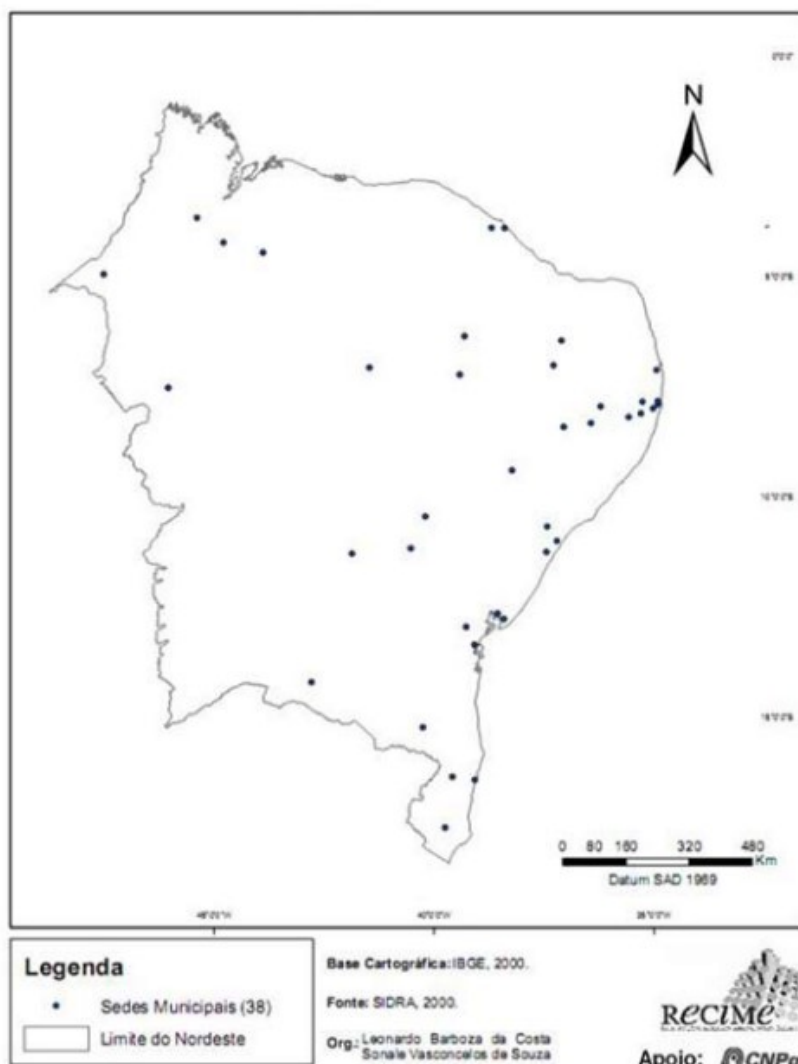 N
0 80 160 320 480
Km
Datum SAD 1969
Legenda
Sedes Municipais (38)
Limite do Nordeste
Base Cartográfica: IBGE, 2000.
Fonte: SIDRA, 2000.
Org.: Leonardo Barboza da Costa
Sonale Vasconcelos de Souza
RECIME
Apoio: CNPq